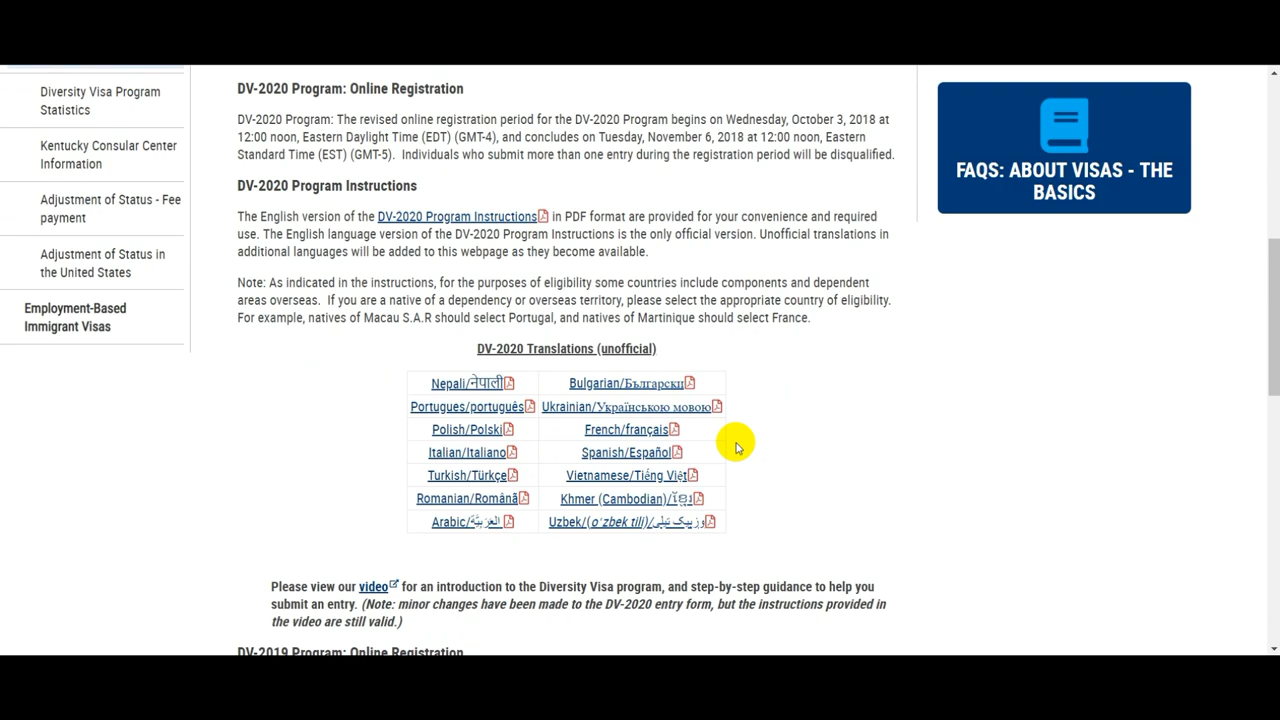 Diversity Visa Program
Statistics
Kentucky Consular Center
Information
Adjustment of Status - Fee
payment
Adjustment of Status in
the United States
Employment-Based
Immigrant Visas
DV-2020 Program: Online Registration
DV-2020 Program: The revised online registration period for the DV-2020 Program begins on Wednesday, October 3, 2018 at
12:00 noon, Eastern Daylight Time (EDT) (GMT-4), and concludes on Tuesday, November 6, 2018 at 12:00 noon, Eastern
Standard Time (EST) (GMT-5). Individuals who submit more than one entry during the registration period will be disqualified.
DV-2020 Program Instructions
The English version of the DV-2020 Program Instructions in PDF format are provided for your convenience and required
use. The English language version of the DV-2020 Program Instructions is the only official version. Unofficial translations in
additional languages will be added to this webpage as they become available.
Note: As indicated in the instructions, for the purposes of eligibility some countries include components and dependent
areas overseas. If you are a native of a dependency or overseas territory, please select the appropriate country of eligibility.
For example, natives of Macau S.A.R should select Portugal, and natives of Martinique should select France.
DV-2020 Translations (unofficial)
Nepali/नेपाली Bulgarian/Български
Portugues/português Ukrainian/Українською мовою
Polish/Polski French/français
Italian/Italiano Spanish/Español
Turkish/Türkçe Vietnamese/Tiếng Việt
Romanian/Română Khmer (Cambodian)/ខ្មែរ
Arabic/العَرَبِيَّة Uzbek/(o'zbek tili)/
Please view our video for an introduction to the Diversity Visa program, and step-by-step guidance to help you
submit an entry. (Note: minor changes have been made to the DV-2020 entry form, but the instructions provided in
the video are still valid.)
DV-2019 Program: Online Registration
FAQS: ABOUT VISAS - THE
BASICS